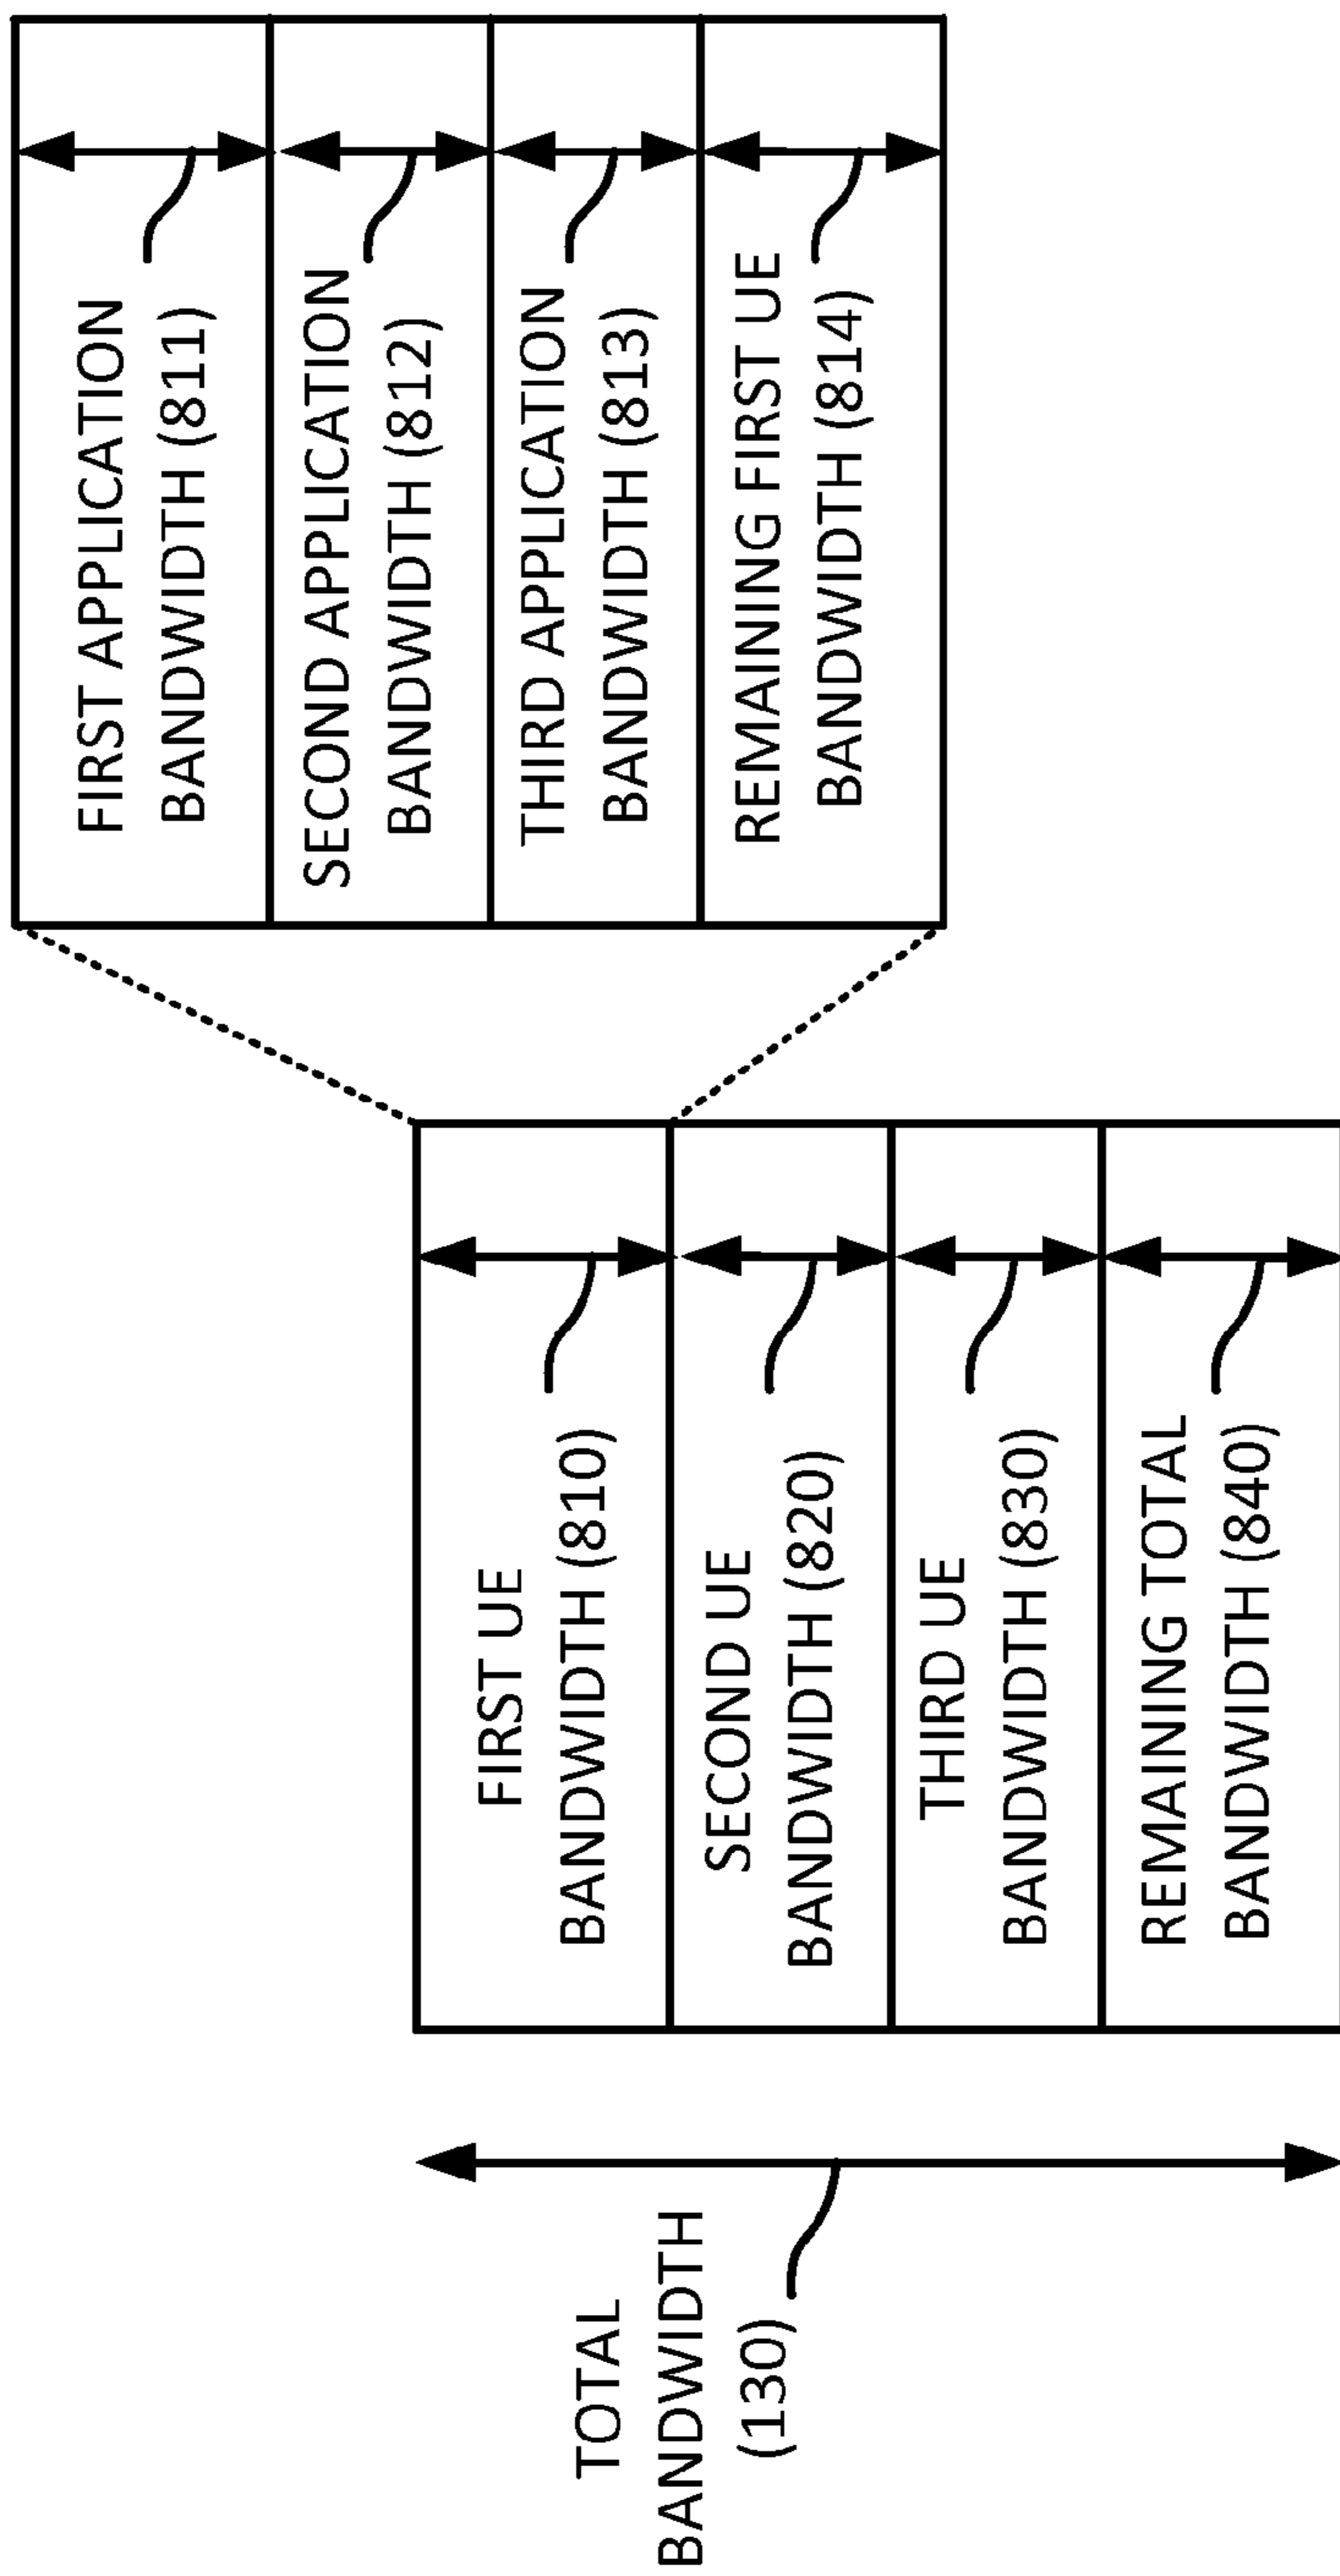 TOTAL
BANDWIDTH
(130)
FIRST UE
BANDWIDTH (810)
SECOND UE
BANDWIDTH (820)
THIRD UE
BANDWIDTH (830)
REMAINING TOTAL
BANDWIDTH (840)
FIRST APPLICATION
BANDWIDTH (811)
SECOND APPLICATION
BANDWIDTH (812)
THIRD APPLICATION
BANDWIDTH (813)
REMAINING FIRST UE
BANDWIDTH (814)